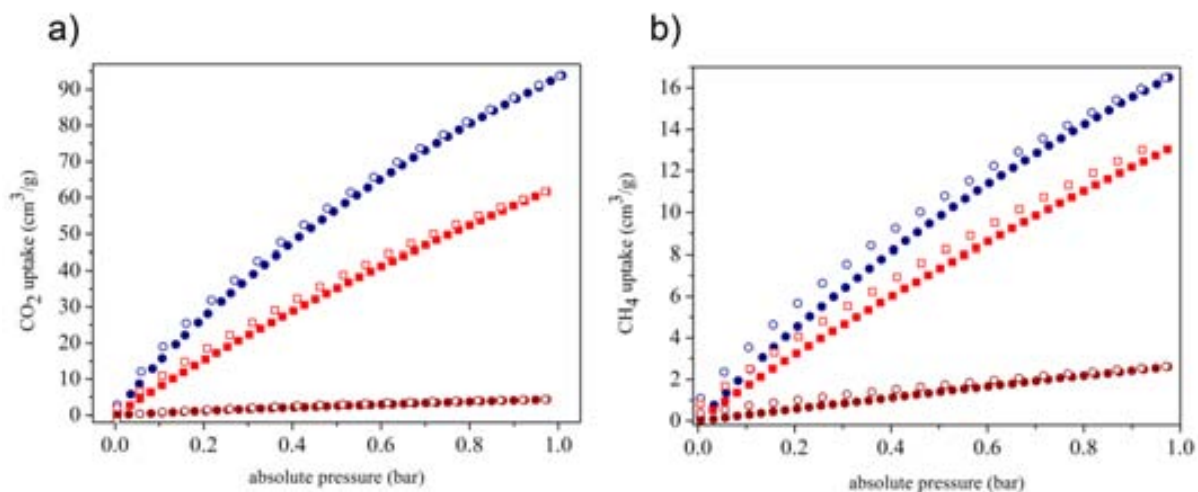 a)
CO2 uptake (cm3/g)
90
80
70
60
50
40
30
20
10
0
0.0 0.2 0.4 0.6 0.8 1.0
absolute pressure (bar)
b)
CH4 uptake (cm3/g)
16
14
12
10
8
6
4
2
0
0.0 0.2 0.4 0.6 0.8 1.0
absolute pressure (bar)